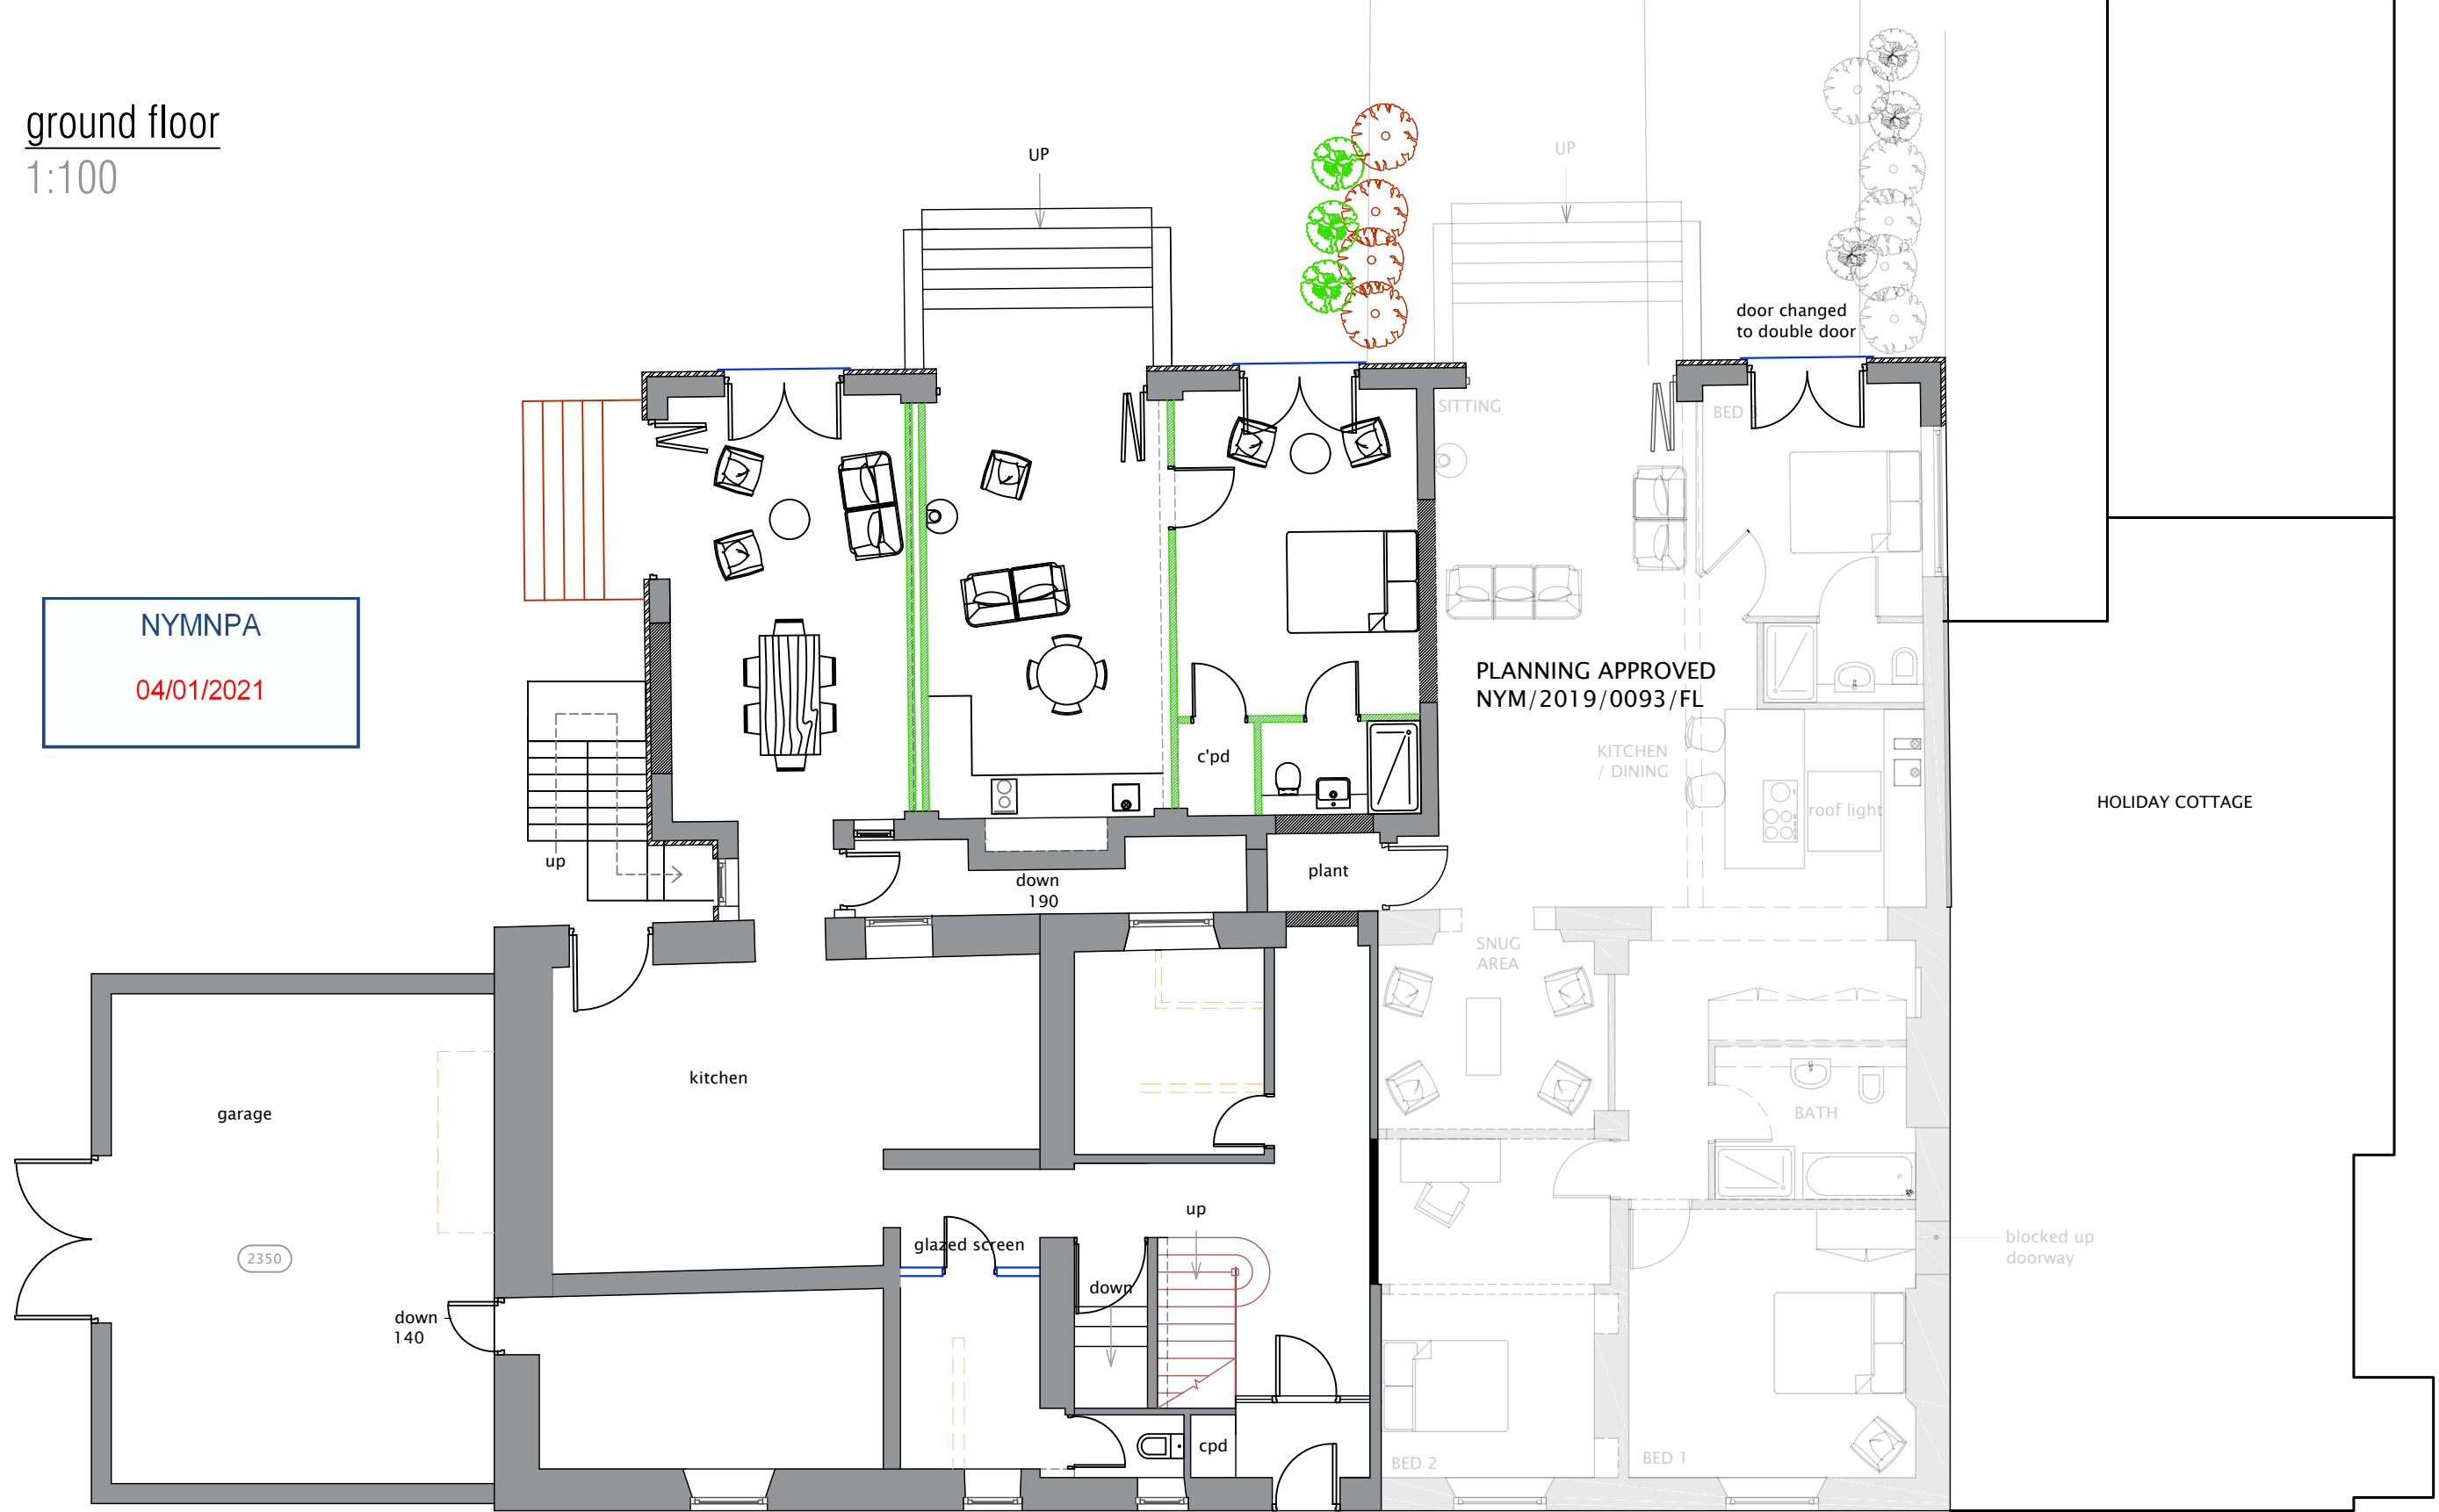 ground floor
1:100
UP
UP
door changed
to double door
SITTING
BED
NYMNPA
04/01/2021
PLANNING APPROVED
NYM/2019/0093/FL
c'pd
KITCHEN
/ DINING
roof light
HOLIDAY COTTAGE
up
down
190
plant
SNUG
AREA
kitchen
garage
BATH
up
glazed screen
blocked up
doorway
2350
down
down
140
cpd
BED 2
BED 1